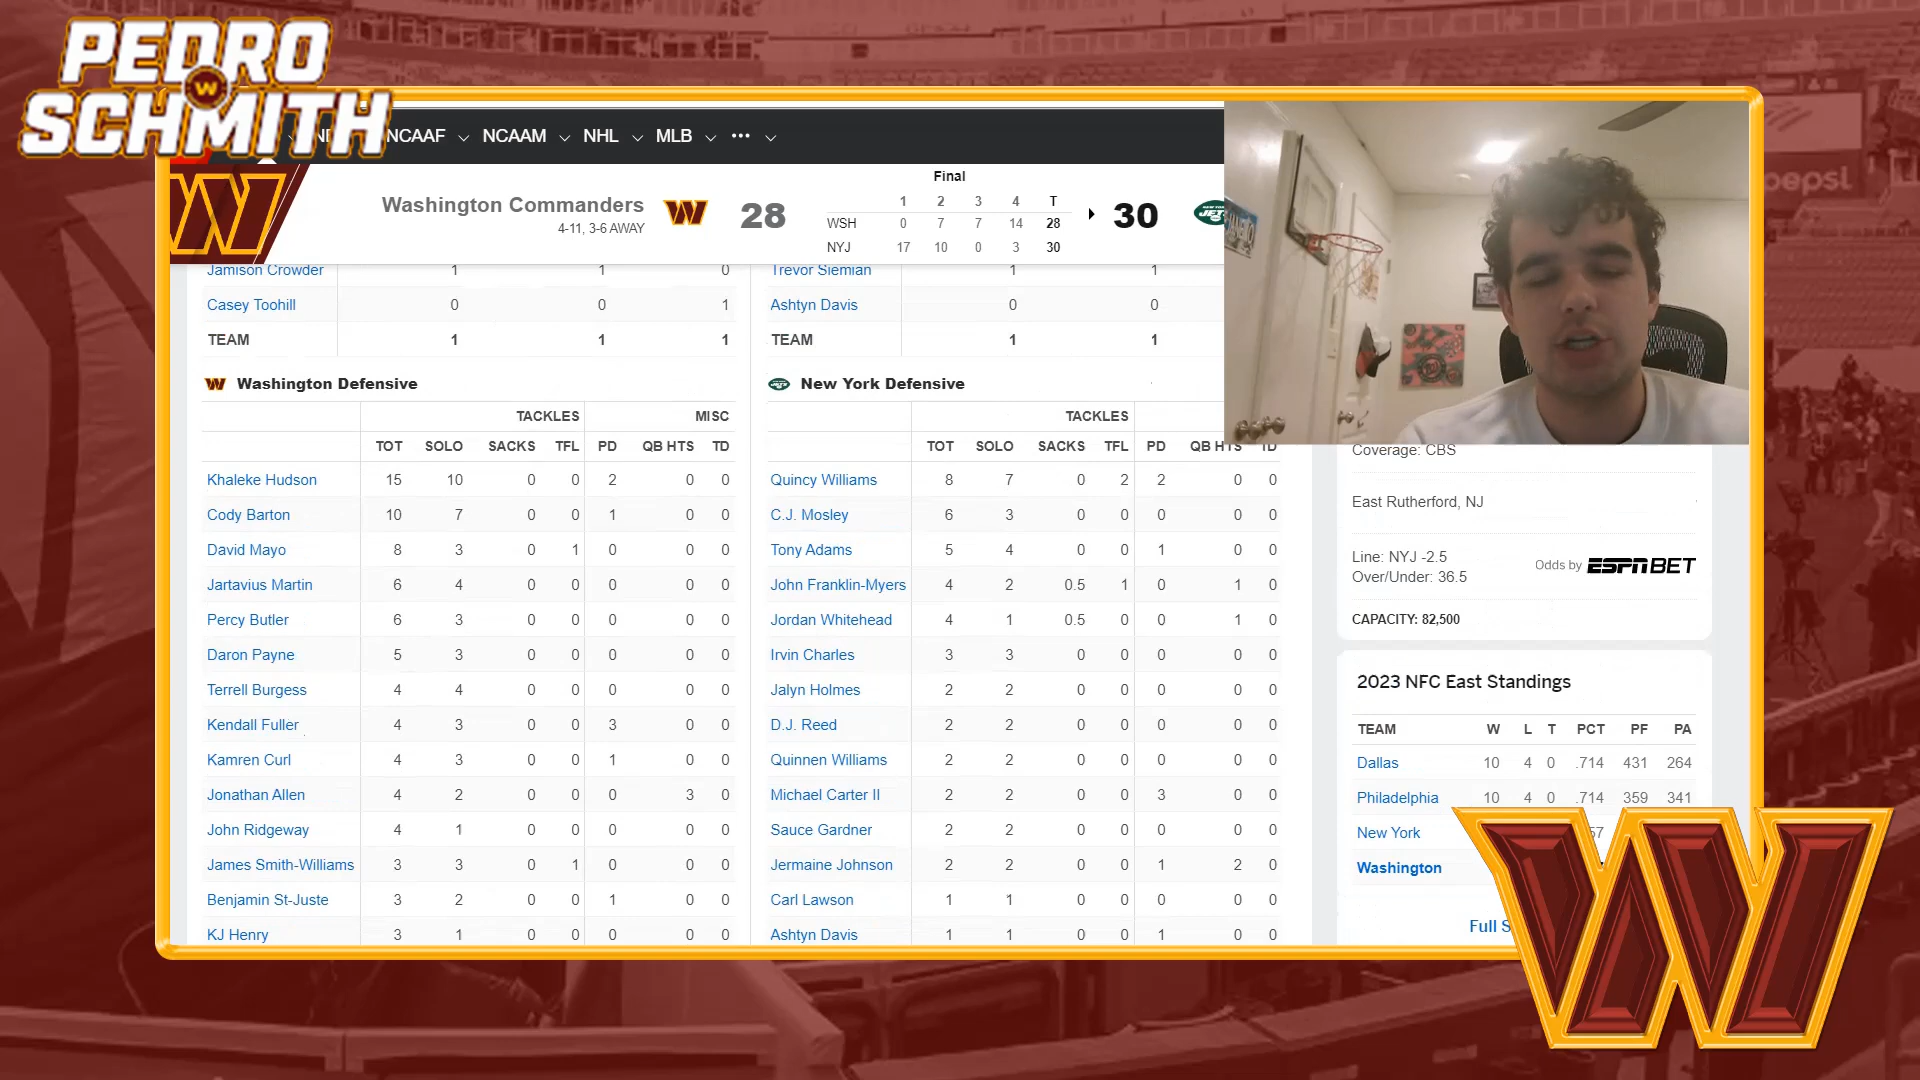 PEDRO
SCHMITH
NCAAF NCAAM NHL MLB •••
Final
Washington Commanders 28 1 2 3 4 T 30
4-11, 3-6 AWAY
WSH 0 7 7 14 28
NYJ 17 10 0 3 30
Jamison Crowder 1 1 0
Casey Toohill 0 0 1
TEAM 1 1 1
Trevor Siemian 1 1
Ashtyn Davis 0 0
TEAM 1 1
Washington Defensive
TACKLES MISC
TOT SOLO SACKS TFL PD QB HTS TD
Khaleke Hudson 15 10 0 0 2 0 0
Cody Barton 10 7 0 0 1 0 0
David Mayo 8 3 0 1 0 0 0
Jartavius Martin 6 4 0 0 0 0 0
Percy Butler 6 3 0 0 0 0 0
Daron Payne 5 3 0 0 0 0 0
Terrell Burgess 4 4 0 0 0 0 0
Kendall Fuller 4 3 0 0 3 0 0
Kamren Curl 4 3 0 0 1 0 0
Jonathan Allen 4 2 0 0 0 3 0
John Ridgeway 4 1 0 0 0 0 0
James Smith-Williams 3 3 0 1 0 0 0
Benjamin St-Juste 3 2 0 0 1 0 0
KJ Henry 3 1 0 0 0 0 0
New York Defensive
TACKLES
TOT SOLO SACKS TFL PD QB HTS TD
Quincy Williams 8 7 0 2 2 0 0
C.J. Mosley 6 3 0 0 0 0 0
Tony Adams 5 4 0 0 1 0 0
John Franklin-Myers 4 2 0.5 1 0 1 0
Jordan Whitehead 4 1 0.5 0 0 1 0
Irvin Charles 3 3 0 0 0 0 0
Jalyn Holmes 2 2 0 0 0 0 0
D.J. Reed 2 2 0 0 0 0 0
Quinnen Williams 2 2 0 0 0 0 0
Michael Carter II 2 2 0 0 3 0 0
Sauce Gardner 2 2 0 0 0 0 0
Jermaine Johnson 2 2 0 0 1 2 0
Carl Lawson 1 1 0 0 0 0 0
Ashtyn Davis 1 1 0 0 1 0 0
Coverage: CBS
East Rutherford, NJ
Line: NYJ -2.5
Over/Under: 36.5
Odds by ESPN BET
CAPACITY: 82,500
2023 NFC East Standings
TEAM W L T PCT PF PA
Dallas 10 4 0 .714 431 264
Philadelphia 10 4 0 .714 359 341
New York
Washington
Full
pepsi